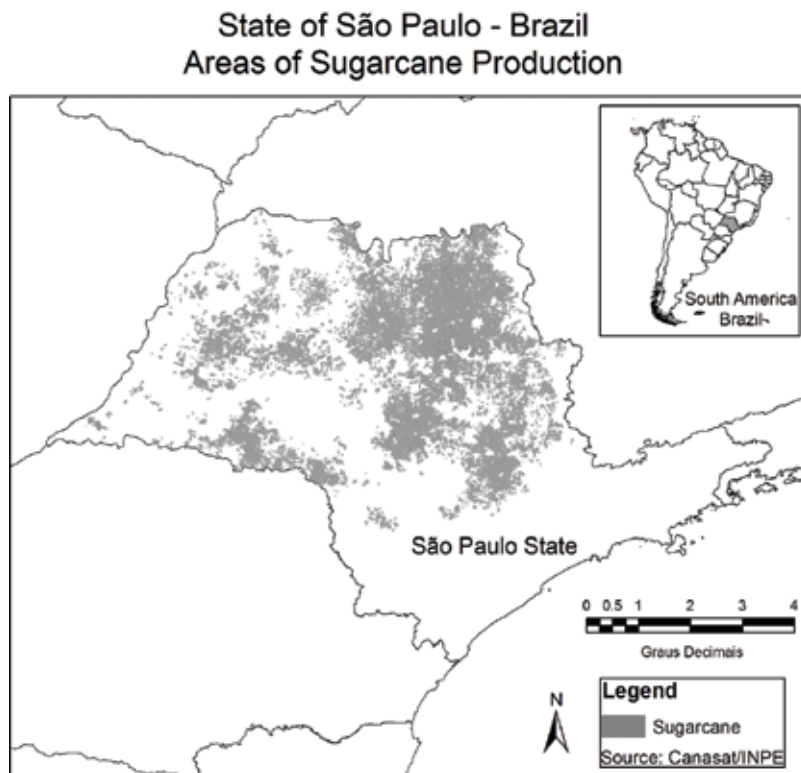 State of São Paulo - Brazil
Areas of Sugarcane Production
South America
Brazil
São Paulo State
0 0.5 1 2 3 4
Graus Decimais
N
Legend
Sugarcane
Source: Canasat/INPE